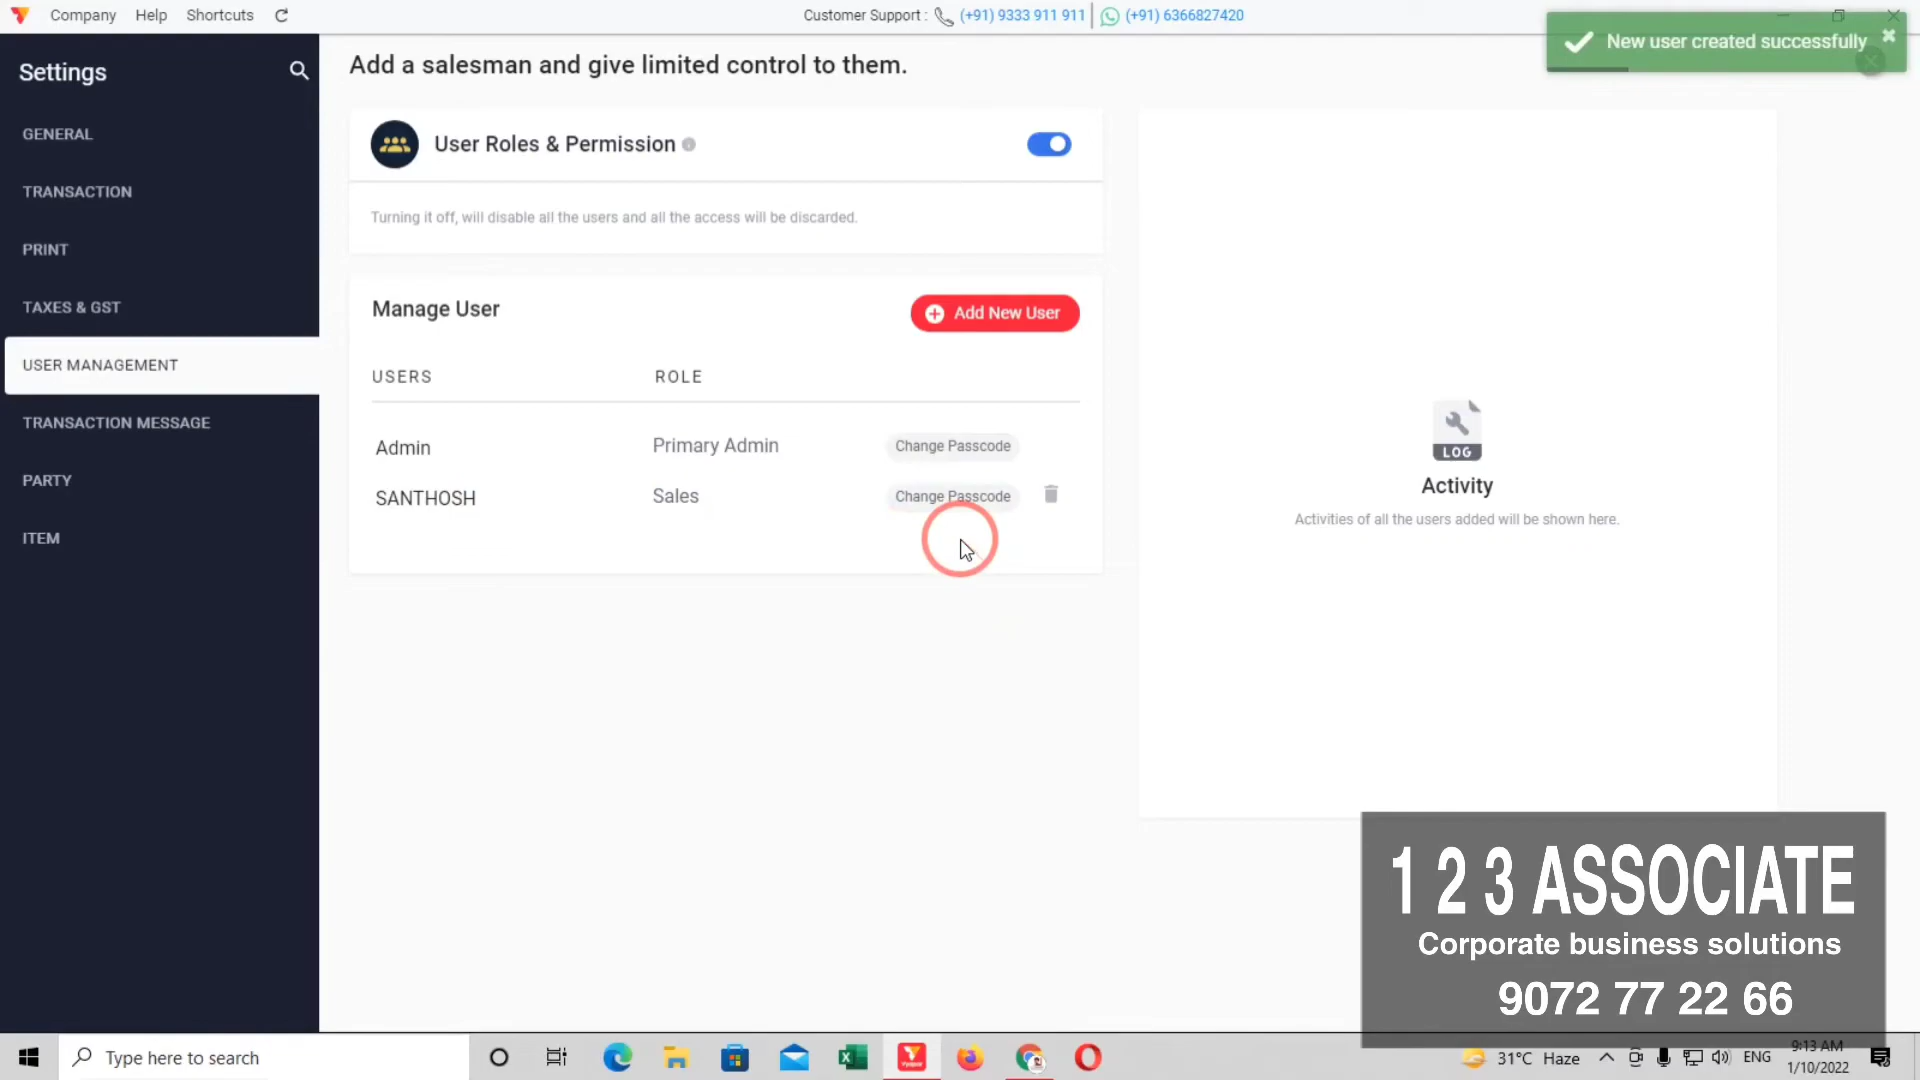 Company Help Shortcuts
Customer Support : (+91) 9333 911 911 (+91) 6366827420
New user created successfully
Settings
GENERAL
TRANSACTION
PRINT
TAXES & GST
USER MANAGEMENT
TRANSACTION MESSAGE
PARTY
ITEM
Add a salesman and give limited control to them.
User Roles & Permission
Turning it off, will disable all the users and all the access will be discarded.
Manage User
Add New User
USERS ROLE
Admin Primary Admin Change Passcode
SANTHOSH Sales Change Passcode
LOG
Activity
Activities of all the users added will be shown here.
1 2 3 ASSOCIATE
Corporate business solutions
9072 77 22 66
Type here to search
Vyapar
31°C Haze
ENG
9:13 AM
1/10/2022